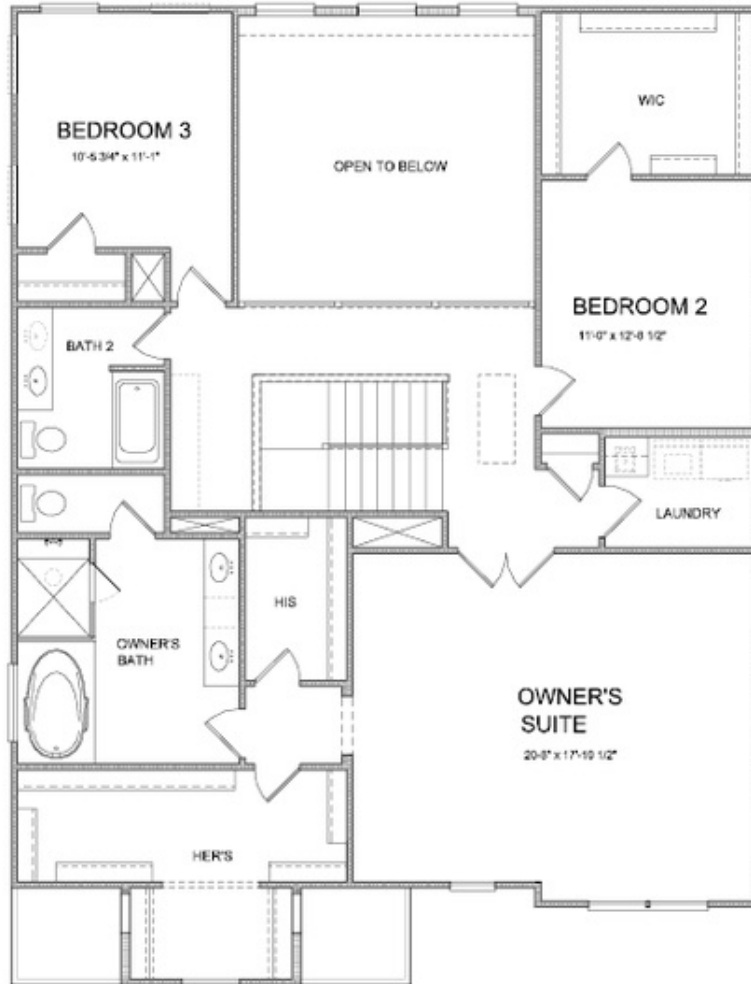 BEDROOM 3
10'-5 3/4" x 11'-1"
OPEN TO BELOW
WIC
BEDROOM 2
11'-0" x 12'-8 1/2"
BATH 2
LAUNDRY
HIS
OWNER'S
BATH
OWNER'S
SUITE
20-8" x 17'-10 1/2"
HER'S